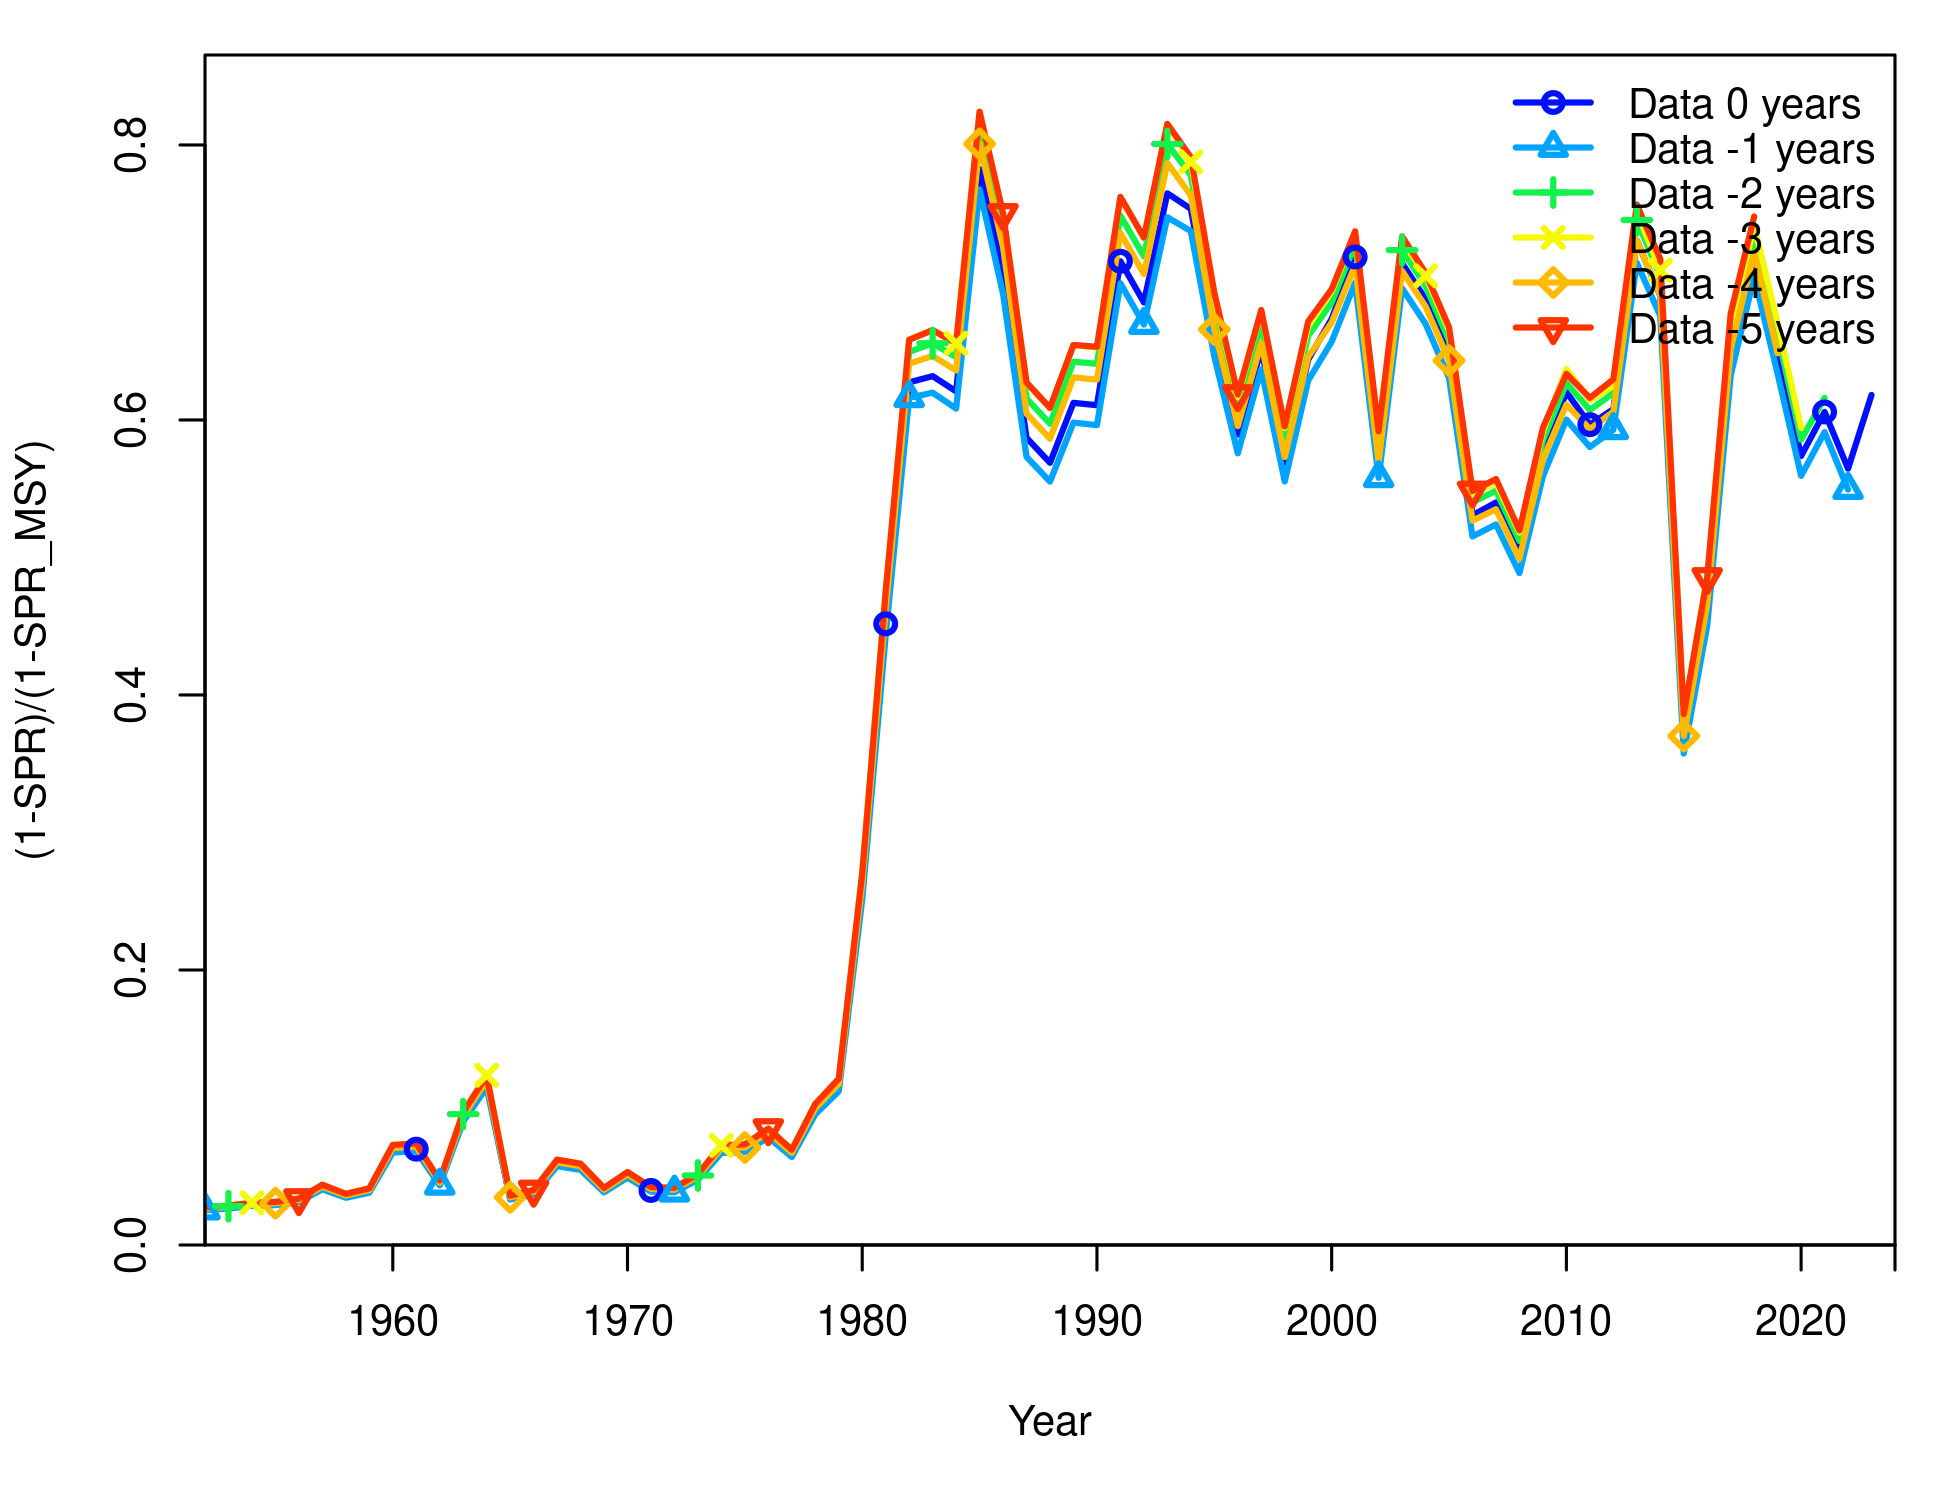 Data 0 years
Data -1 years
Data -2 years
Data -3 years
Data -4 years
Data -5 years
(1-SPR)/(1-SPR_MSY)
0.8
0.6
0.4
0.2
0.0
1960 1970 1980 1990 2000 2010 2020
Year